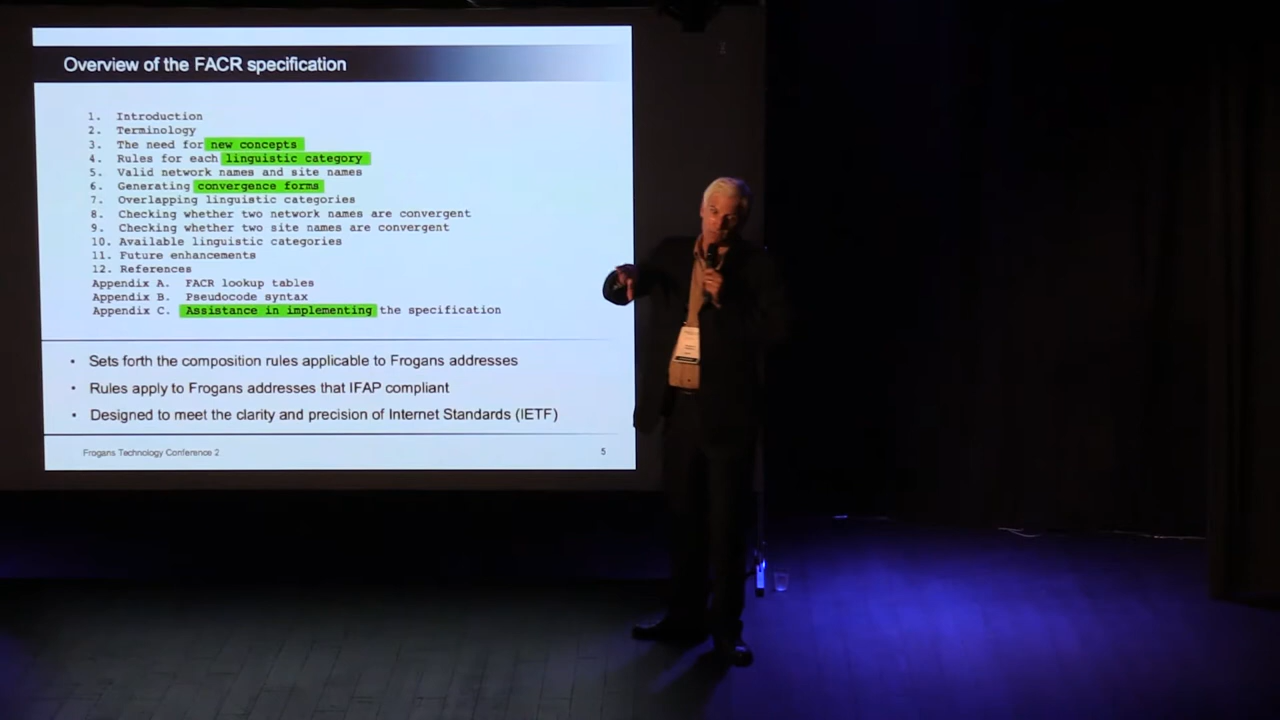 Overview of the FACR specification
1. Introduction
2. Terminology
3. The need for new concepts
4. Rules for each linguistic category
5. Valid network names and site names
6. Generating convergence forms
7. Overlapping linguistic categories
8. Checking whether two network names are convergent
9. Checking whether two site names are convergent
10. Available linguistic categories
11. Future enhancements
12. References
Appendix A. FACR lookup tables
Appendix B. Pseudocode syntax
Appendix C. Assistance in implementing the specification
• Sets forth the composition rules applicable to Frogans addresses
• Rules apply to Frogans addresses that IFAP compliant
• Designed to meet the clarity and precision of Internet Standards (IETF)
Frogans Technology Conference 2 5